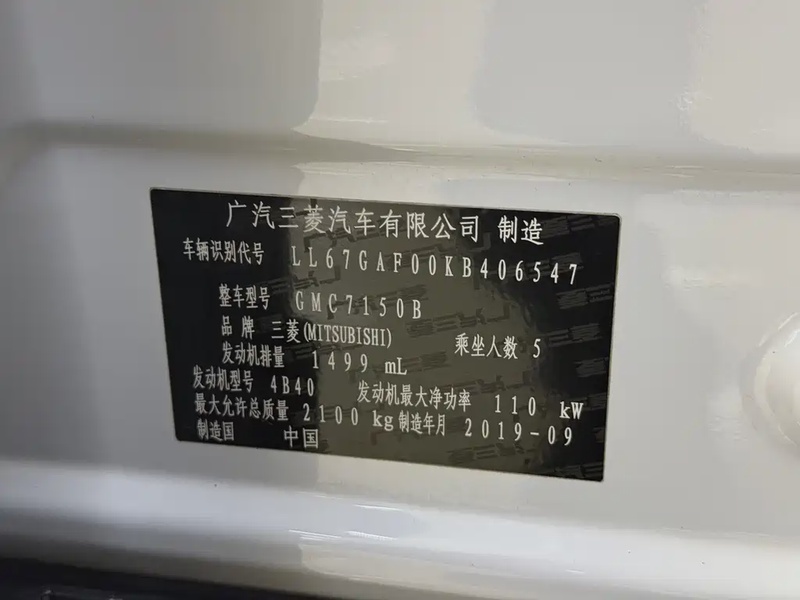 广汽三菱汽车有限公司 制造
车辆识别代号 LL67GAF00KB406547
整车型号 GMC7150B
品牌 三菱(MITSUBISHI) 乘坐人数 5
发动机排量 1499 mL
发动机型号 4B40 发动机最大净功率 110 kW
最大允许总质量 2100 kg 制造年月 2019-09
制造国 中国